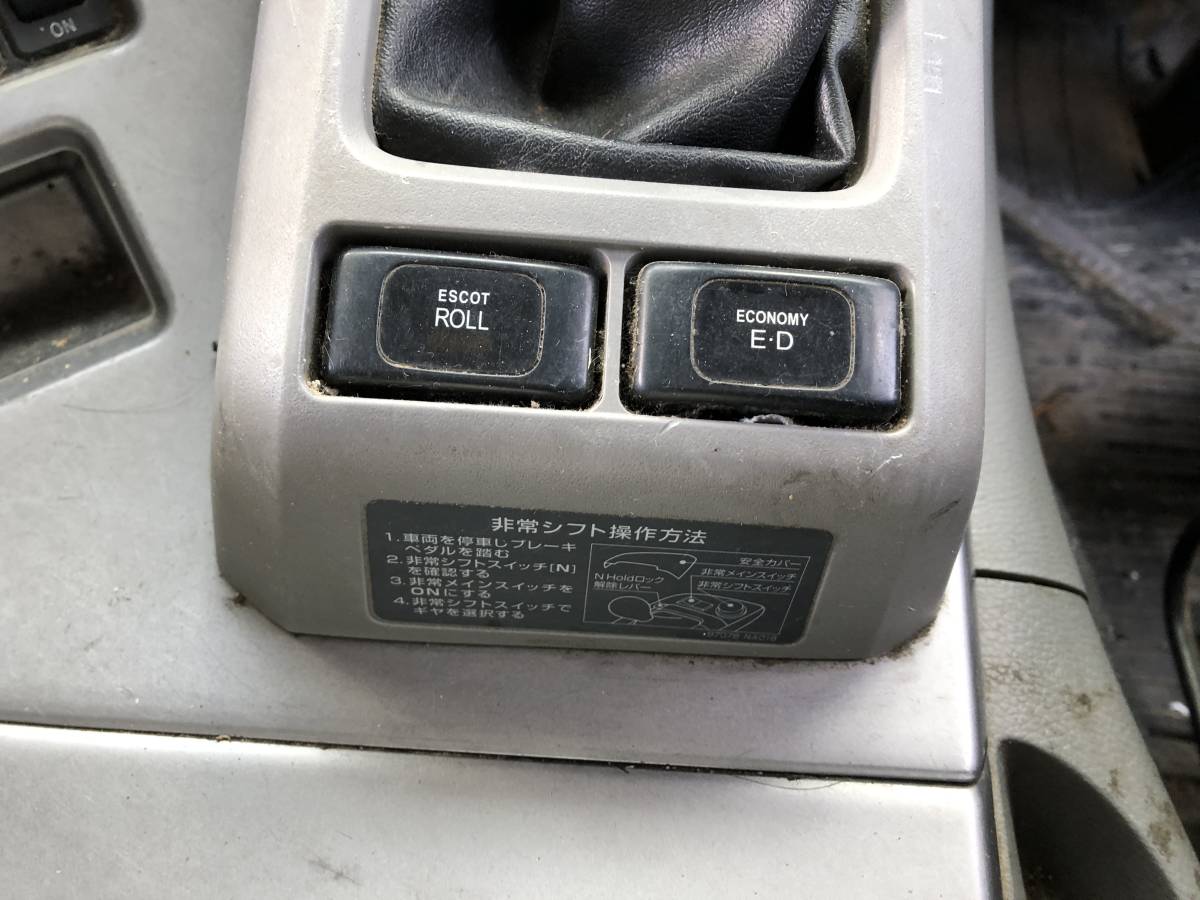 ON
ESCOT
ROLL
ECONOMY
E·D
非常シフト操作方法
1. 車両を停車しブレーキ
ペダルを踏む
2. 非常シフトスイッチ[N]
を確認する
3. 非常メインスイッチを
ONにする
4. 非常シフトスイッチで
ギヤを選択する
安全カバー
非常メインスイッチ
非常シフトスイッチ
N Holdロック
解除レバー
97078